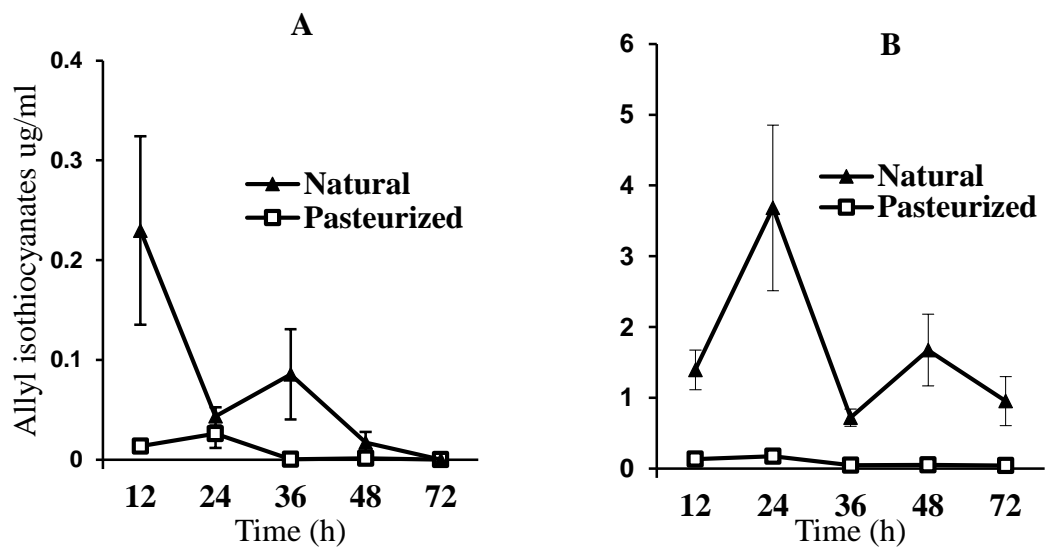 A
Allyl isothiocyanates ug/ml
0.4
0.3
0.2
0.1
0
Natural
Pasteurized
12 24 36 48 72
Time (h)
B
6
5
4
3
2
1
0
Natural
Pasteurized
12 24 36 48 72
Time (h)